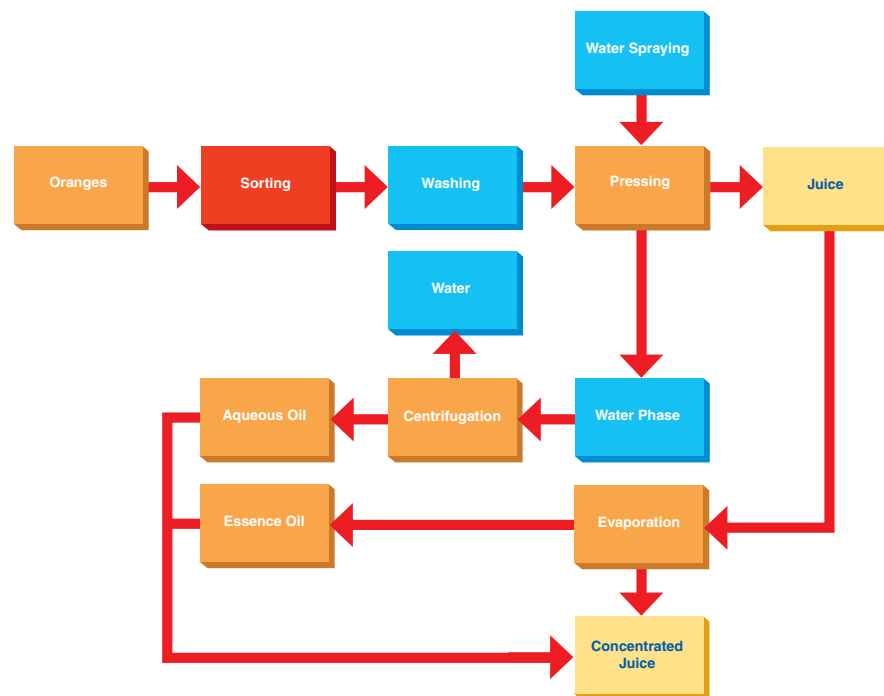 Water Spraying
Oranges
Sorting
Washing
Pressing
Juice
Water
Aqueous Oil
Centrifugation
Water Phase
Essence Oil
Evaporation
Concentrated
Juice